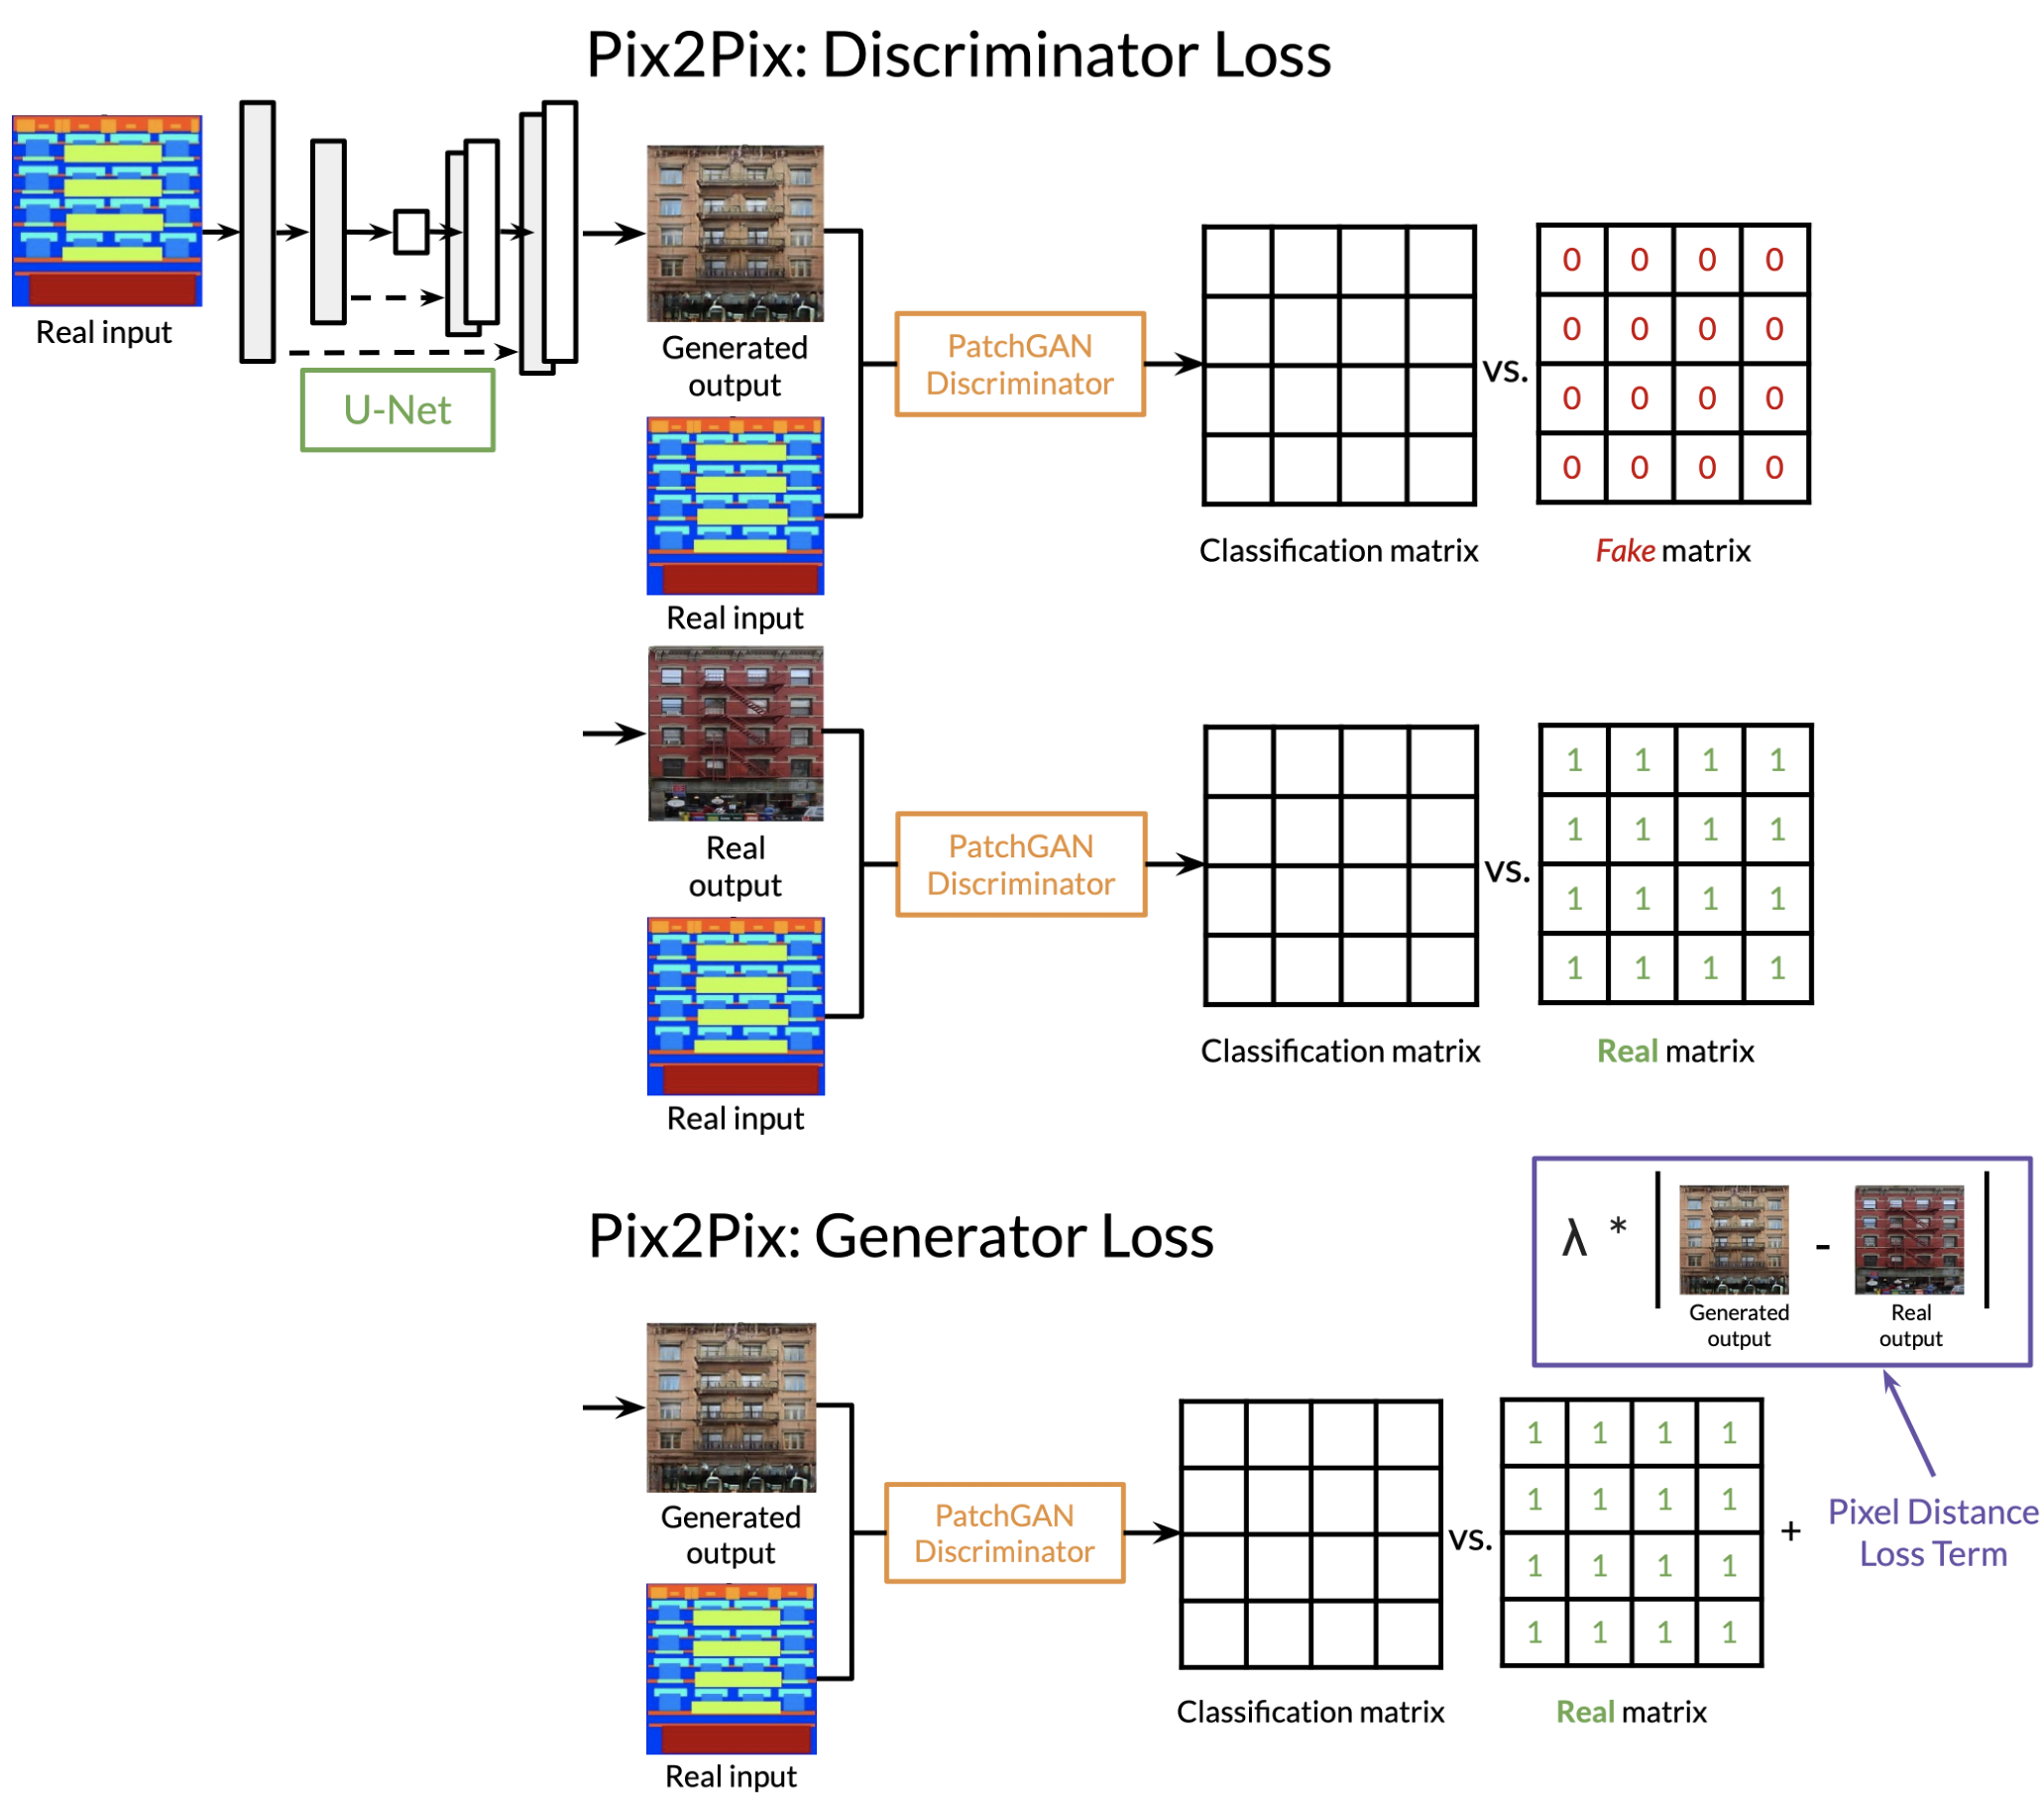 Pix2Pix: Discriminator Loss
Real input
U-Net
Generated
output
Real input
PatchGAN
Discriminator
Classification matrix
vs.
0 0 0 0
0 0 0 0
0 0 0 0
0 0 0 0
Fake matrix
Real
output
Real input
PatchGAN
Discriminator
Classification matrix
vs.
1 1 1 1
1 1 1 1
1 1 1 1
1 1 1 1
Real matrix
Pix2Pix: Generator Loss
λ * | - |
Generated
output
Real
output
Generated
output
Real input
PatchGAN
Discriminator
Classification matrix
vs.
1 1 1 1
1 1 1 1
1 1 1 1
1 1 1 1
Real matrix
+
Pixel Distance
Loss Term